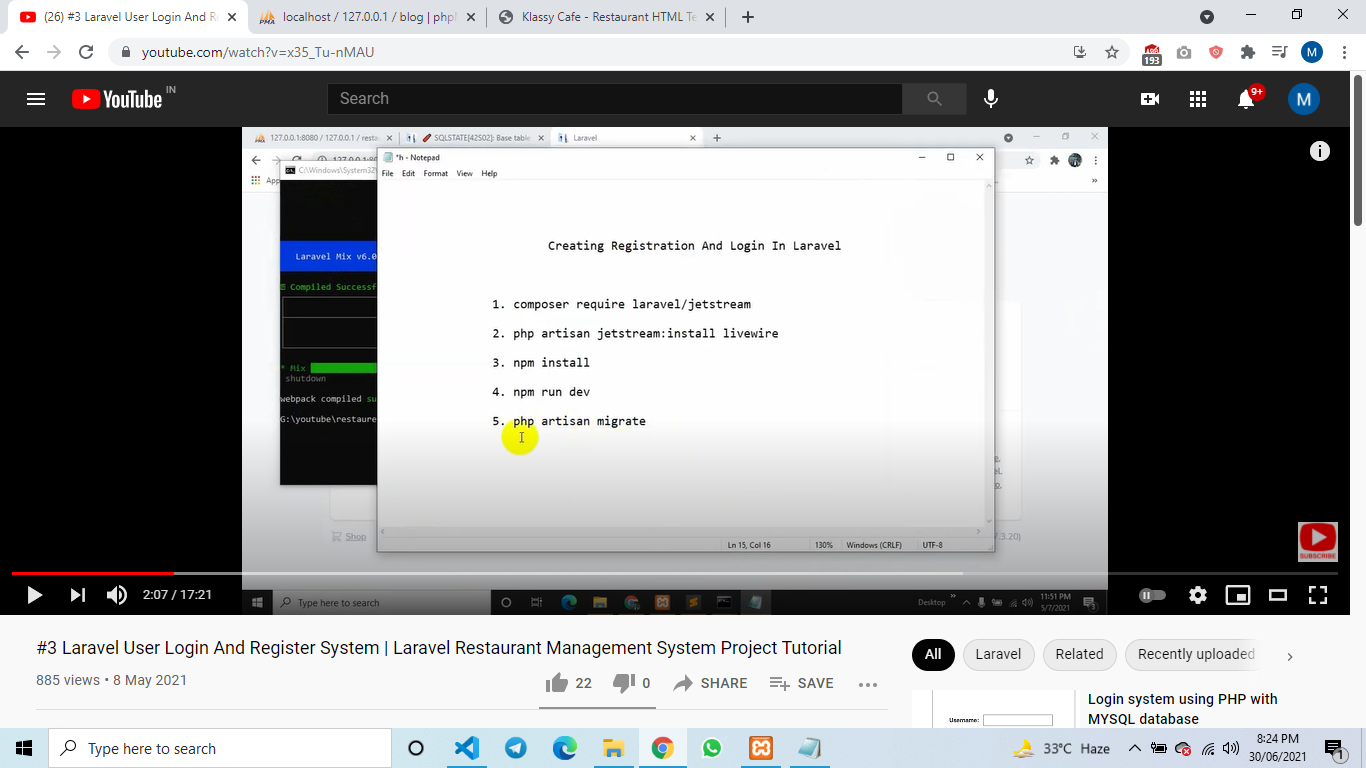 (26) #3 Laravel User Login And R
localhost / 127.0.0.1 / blog | php
Klassy Cafe - Restaurant HTML Te
youtube.com/watch?v=x35_Tu-nMAU
193
M
YouTube IN
Search
9+
M
127.0.0.1:8080 / 127.0.0.1 / resta
SQLSTATE[42S02]: Base table
Laravel
*h - Notepad
C:\Windows\System32
File Edit Format View Help
Creating Registration And Login In Laravel
Laravel Mix v6.0
Compiled Successf
1. composer require laravel/jetstream
2. php artisan jetstream:install livewire
3. npm install
* Mix
shutdown
4. npm run dev
webpack compiled su
G:\youtube\restaure
5. php artisan migrate
Shop
7.3.20)
Ln 15, Col 16 130% Windows (CRLF) UTF-8
SUBSCRIBE
2:07 / 17:21
Type here to search
Desktop
11:51 PM
5/7/2021
#3 Laravel User Login And Register System | Laravel Restaurant Management System Project Tutorial
885 views • 8 May 2021
22
0
SHARE
SAVE
All
Laravel
Related
Recently uploaded
Login system using PHP with
MYSQL database
Username:
Type here to search
33°C Haze
8:24 PM
30/06/2021
1